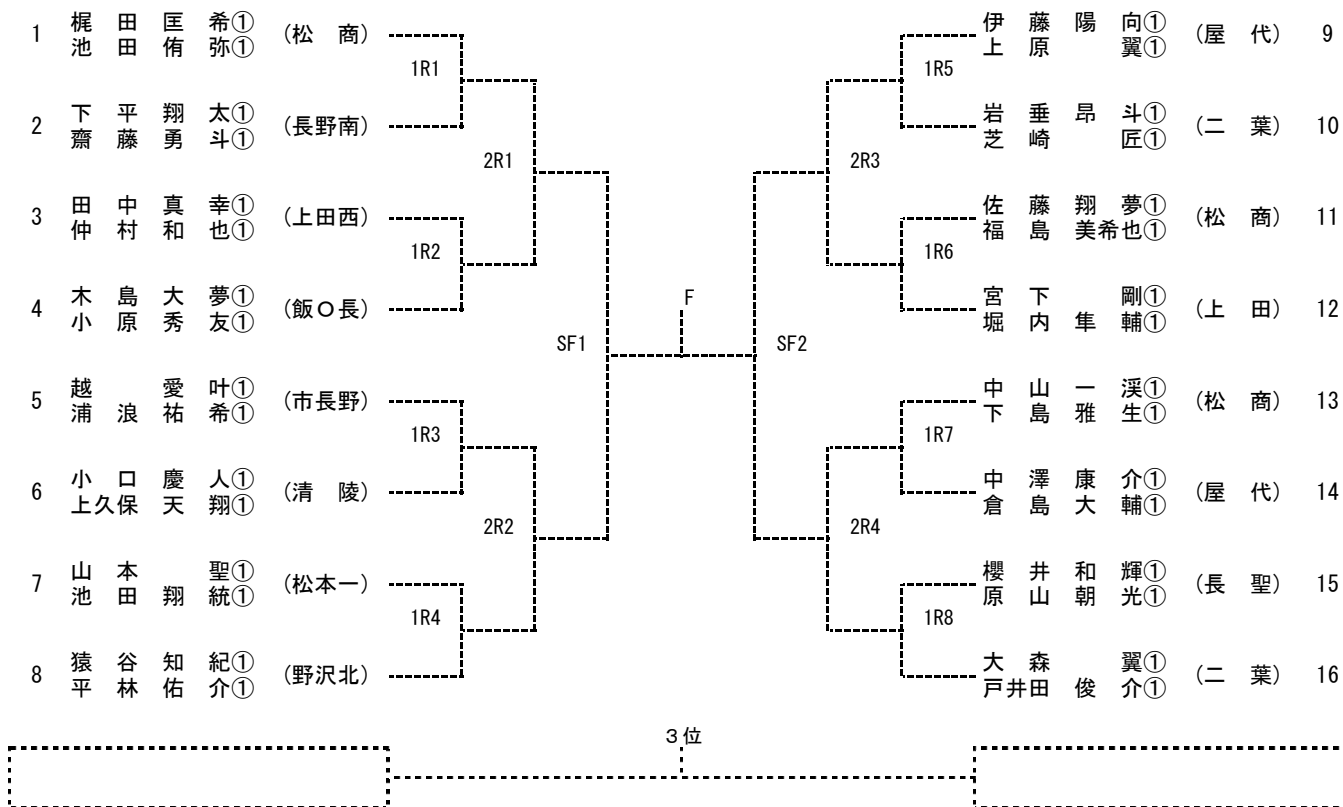 1 梶田匡希① (松商)
池田侑弥①
1R1
2 下平翔太① (長野南)
齋藤勇斗①
2R1
3 田中真幸① (上田西)
仲村和也①
1R2
4 木島大夢① (飯O長)
小原秀友①
SF1
5 越愛叶① (市長野)
浦浪祐希①
1R3
6 小口慶人① (清陵)
上久保天翔①
2R2
7 山本聖① (松本一)
池田翔統①
1R4
8 猿谷知紀① (野沢北)
平林佑介①
F
伊藤陽向① (屋代) 9
上原翼①
1R5
岩垂昂斗① (二葉) 10
芝崎匠①
2R3
佐藤翔夢① (松商) 11
福島美希也①
1R6
宮下剛① (上田) 12
堀内隼輔①
SF2
中山一渓① (松商) 13
下島雅生①
1R7
中澤康介① (屋代) 14
倉島大輔①
2R4
櫻井和輝① (長聖) 15
原山朝光①
1R8
大森翼① (二葉) 16
戸井田俊介①
3位